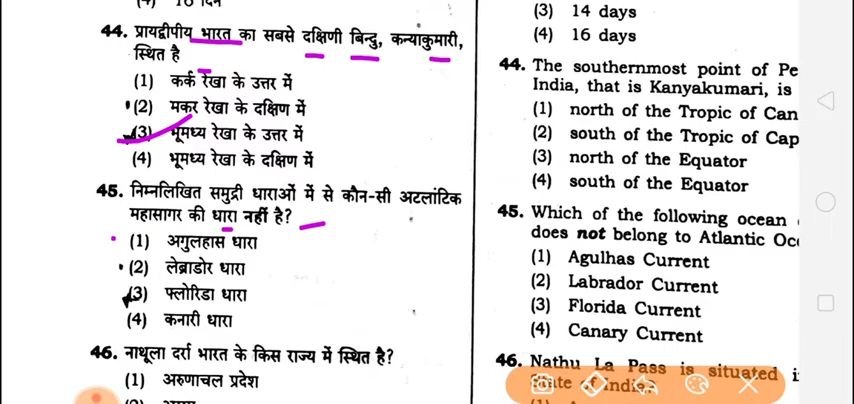 44. प्रायद्वीपीय भारत का सबसे दक्षिणी बिन्दु, कन्याकुमारी,
स्थित है
(1) कर्क रेखा के उत्तर में
(2) मकर रेखा के दक्षिण में
(3) भूमध्य रेखा के उत्तर में
(4) भूमध्य रेखा के दक्षिण में
45. निम्नलिखित समुद्री धाराओं में से कौन-सी अटलांटिक
महासागर की धारा नहीं है?
(1) अगुलहास धारा
(2) लेब्राडोर धारा
(3) फ्लोरिडा धारा
(4) कनारी धारा
46. नाथूला दर्रा भारत के किस राज्य में स्थित है?
(1) अरुणाचल प्रदेश
(3) 14 days
(4) 16 days
44. The southernmost point of Pe
India, that is Kanyakumari, is
(1) north of the Tropic of Can
(2) south of the Tropic of Cap
(3) north of the Equator
(4) south of the Equator
45. Which of the following ocean
does not belong to Atlantic Oc
(1) Agulhas Current
(2) Labrador Current
(3) Florida Current
(4) Canary Current
46. Nathu La Pass is situated i
State of India?